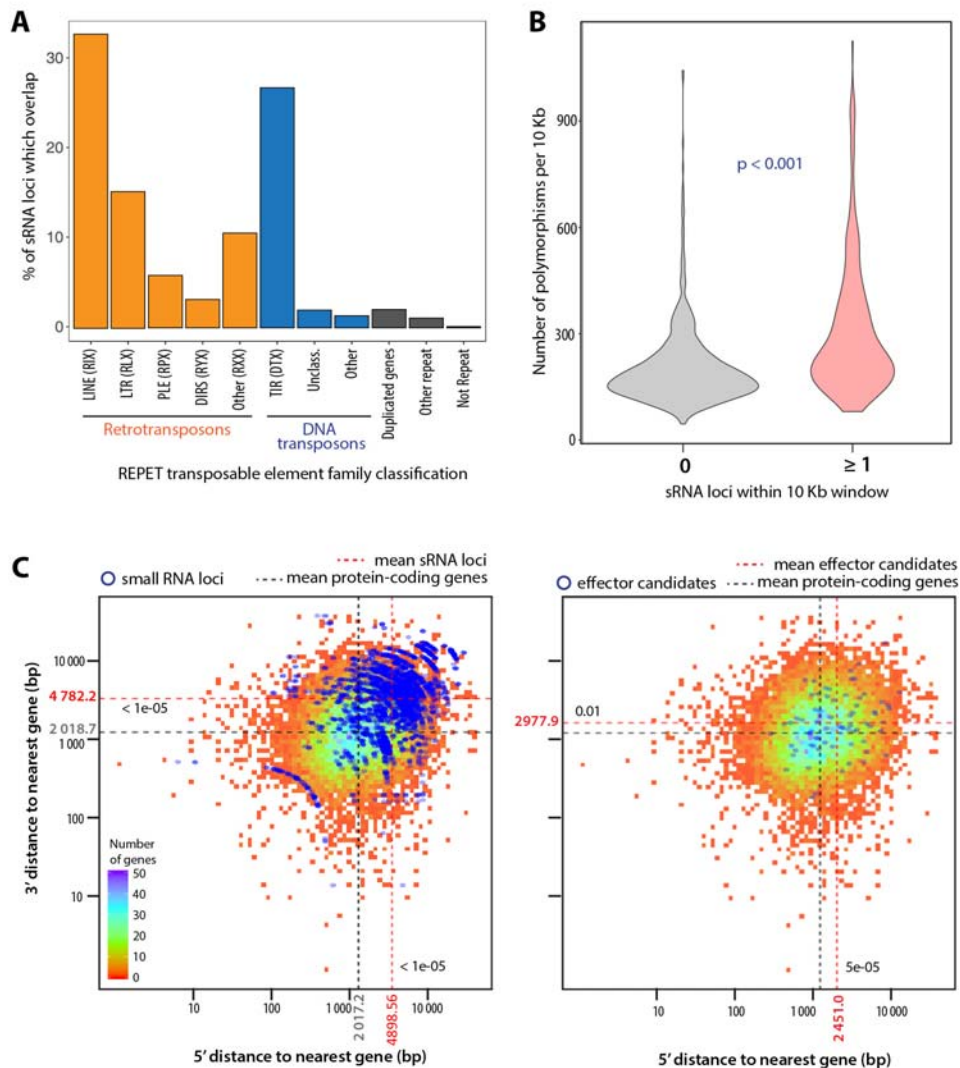 A
% of sRNA loci which overlap
30
20
10
0
LINE (RIX)
LTR (RLX)
PLE (RPX)
DIRS (RYX)
Other (RXX)
TIR (DTX)
Unclass.
Other
Duplicated genes
Other repeat
Not Repeat
Retrotransposons
DNA
transposons
REPET transposable element family classification
B
Number of polymorphisms per 10 Kb
900
600
300
0
p < 0.001
0
≥ 1
sRNA loci within 10 Kb window
C
mean sRNA loci
small RNA loci
mean protein-coding genes
3′ distance to nearest gene (bp)
10 000
4 782.2
< 1e-05
2 018.7
1 000
100
10
Number
of genes
50
40
30
20
10
0
< 1e-05
10
100
1 000
2 017.2
4898.56
10 000
5′ distance to nearest gene (bp)
mean effector candidates
effector candidates
mean protein-coding genes
2977.9
0.01
5e-05
10
100
1 000
2 451.0
10 000
5′ distance to nearest gene (bp)